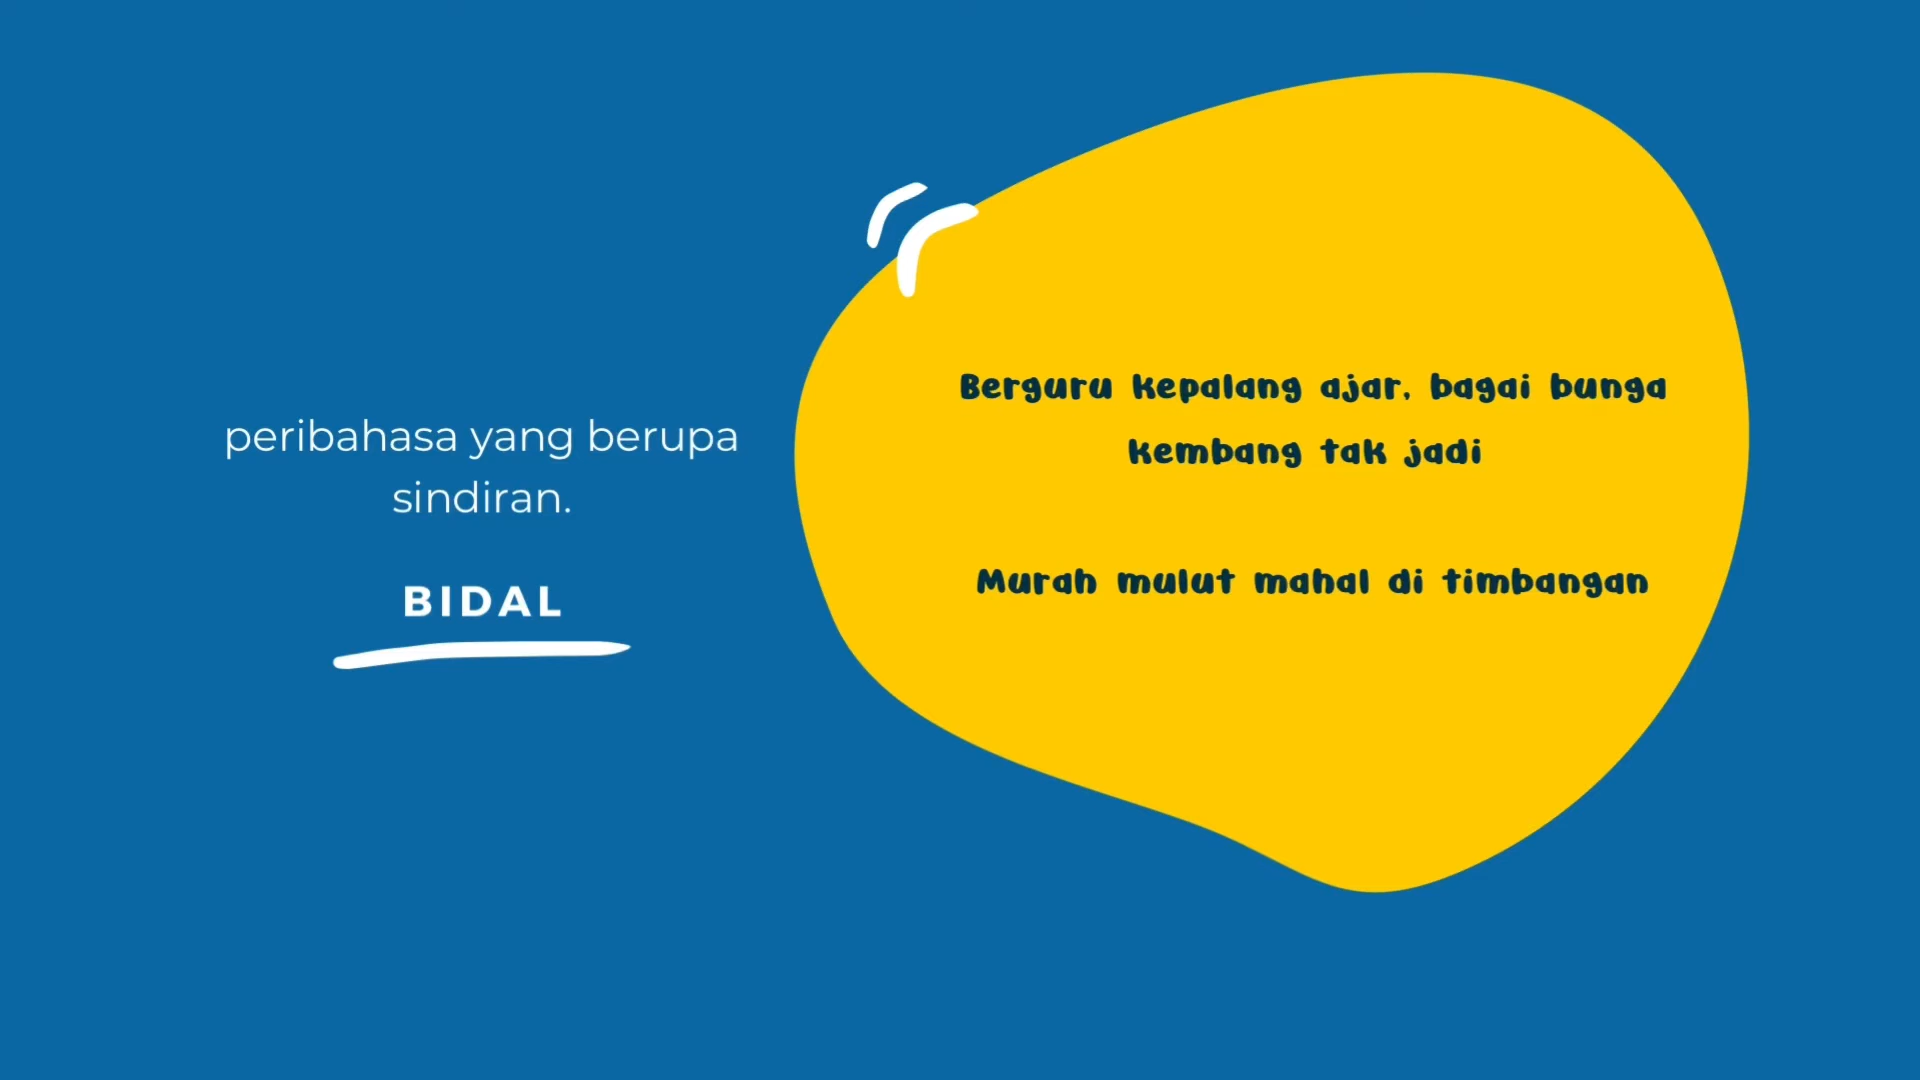 peribahasa yang berupa
sindiran.
BIDAL
Berguru kepalang ajar, bagai bunga
kembang tak jadi
Murah mulut mahal di timbangan